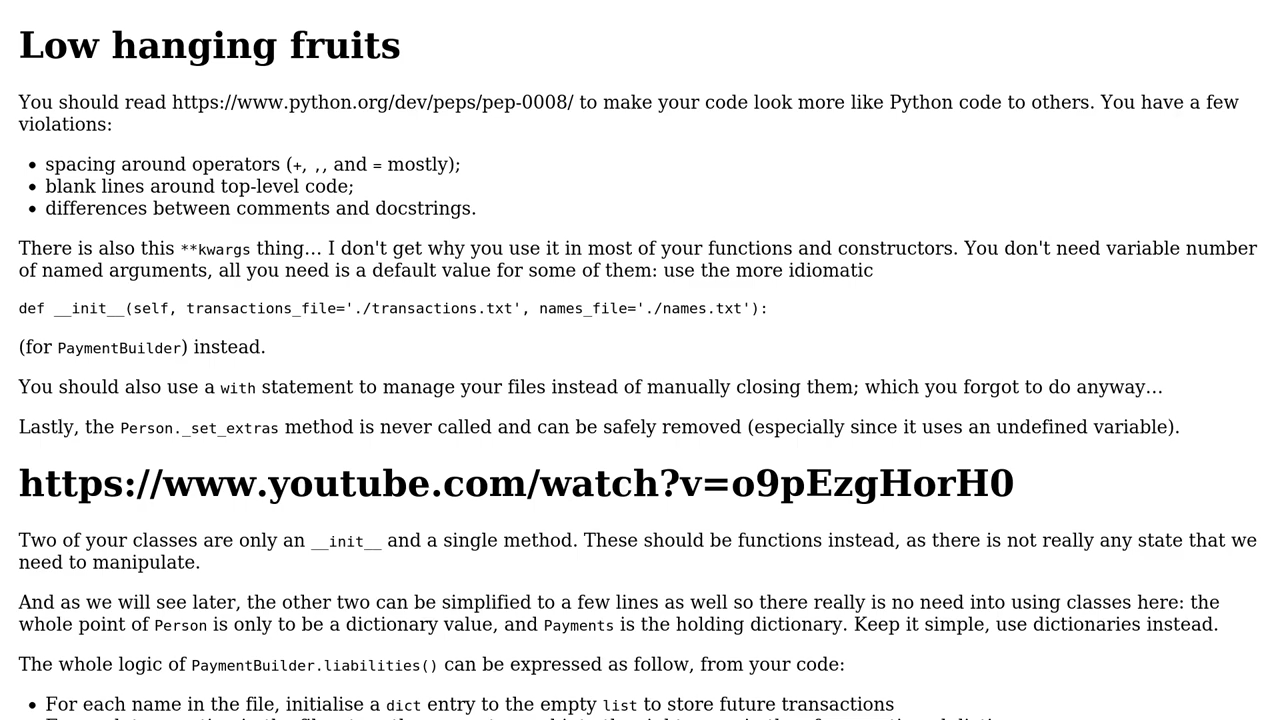 Low hanging fruits
You should read https://www.python.org/dev/peps/pep-0008/ to make your code look more like Python code to others. You have a few
violations:
• spacing around operators (+, ,, and = mostly);
• blank lines around top-level code;
• differences between comments and docstrings.
There is also this **kwargs thing… I don't get why you use it in most of your functions and constructors. You don't need variable number
of named arguments, all you need is a default value for some of them: use the more idiomatic
def __init__(self, transactions_file='./transactions.txt', names_file='./names.txt'):
(for PaymentBuilder) instead.
You should also use a with statement to manage your files instead of manually closing them; which you forgot to do anyway…
Lastly, the Person._set_extras method is never called and can be safely removed (especially since it uses an undefined variable).
https://www.youtube.com/watch?v=o9pEzgHorH0
Two of your classes are only an __init__ and a single method. These should be functions instead, as there is not really any state that we
need to manipulate.
And as we will see later, the other two can be simplified to a few lines as well so there really is no need into using classes here: the
whole point of Person is only to be a dictionary value, and Payments is the holding dictionary. Keep it simple, use dictionaries instead.
The whole logic of PaymentBuilder.liabilities() can be expressed as follow, from your code:
• For each name in the file, initialise a dict entry to the empty list to store future transactions